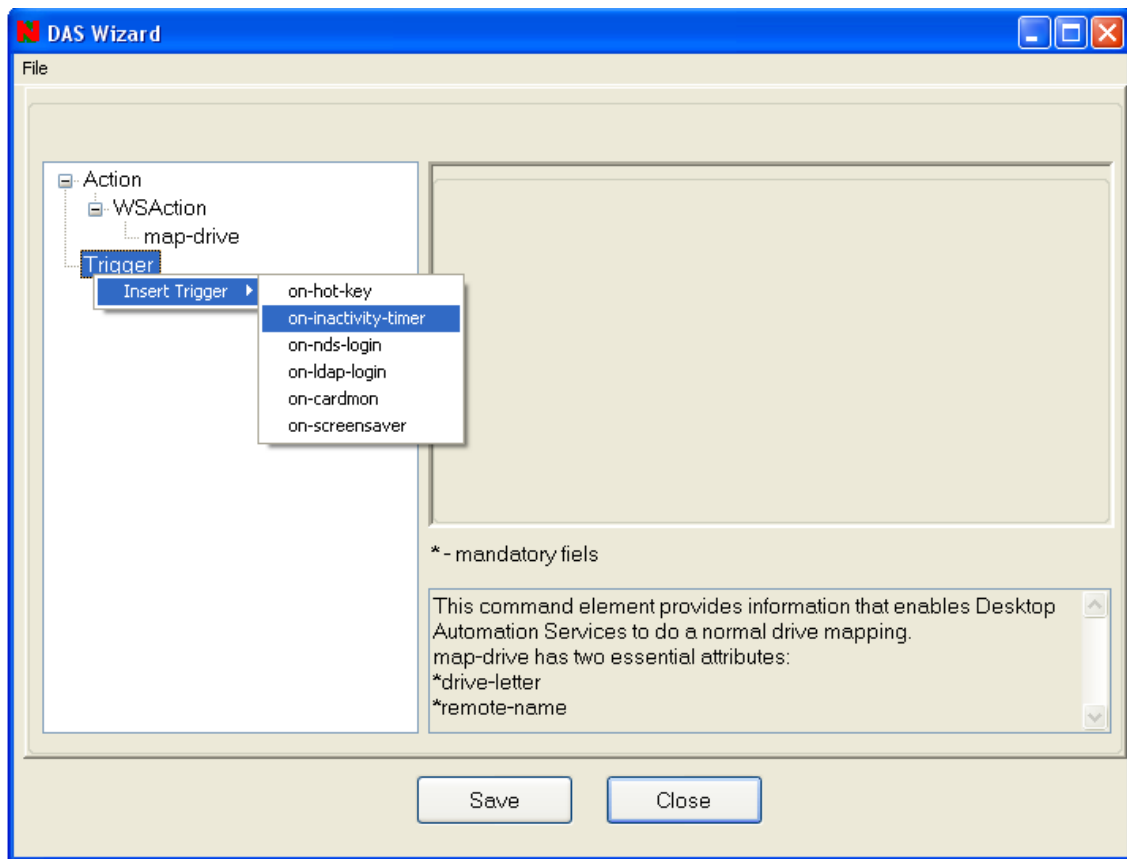 DAS Wizard
File
Action
WSAction
map-drive
Trigger
Insert Trigger
on-hot-key
on-inactivity-timer
on-nds-login
on-ldap-login
on-cardmon
on-screensaver
* - mandatory fiels
This command element provides information that enables Desktop
Automation Services to do a normal drive mapping.
map-drive has two essential attributes:
*drive-letter
*remote-name
Save
Close